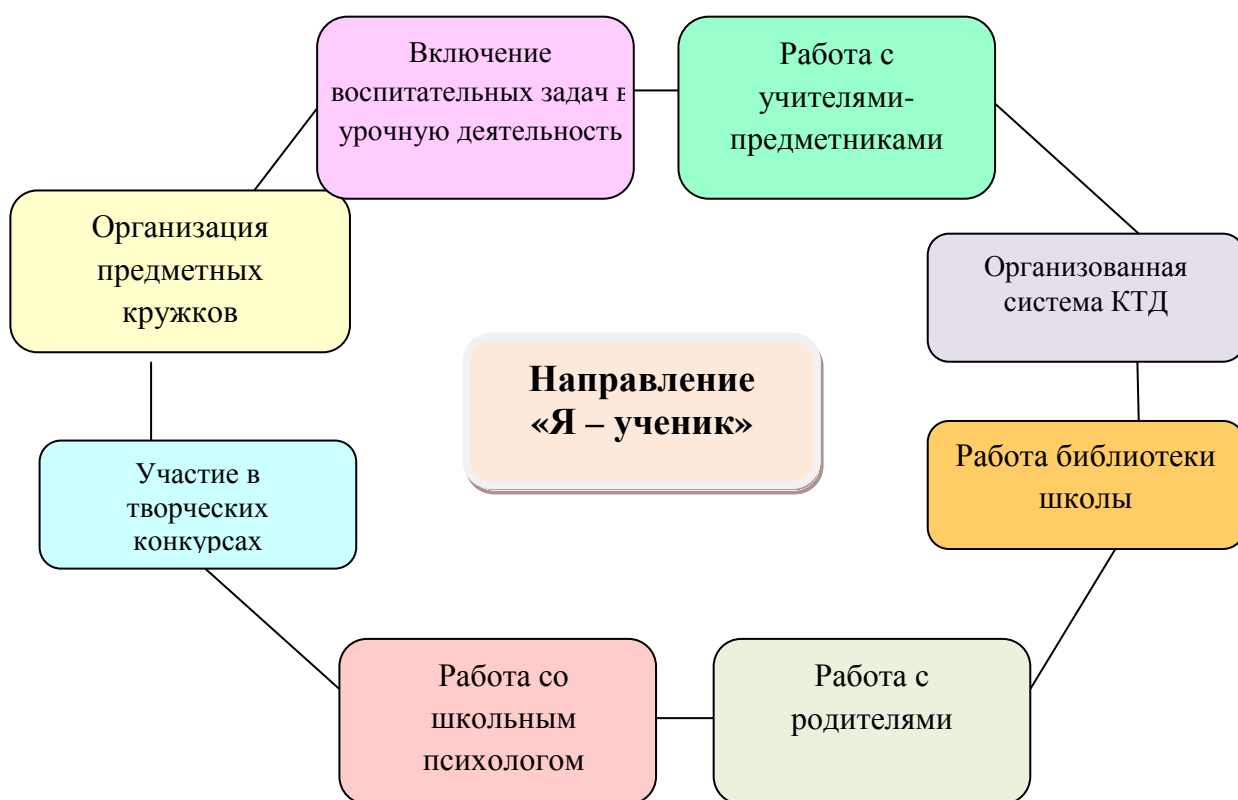 Включение
воспитательных задач в
урочную деятельность
Работа с
учителями-
предметниками
Организация
предметных
кружков
Организованная
система КТД
Направление
«Я – ученик»
Участие в
творческих
конкурсах
Работа библиотеки
школы
Работа со
школьным
психологом
Работа с
родителями